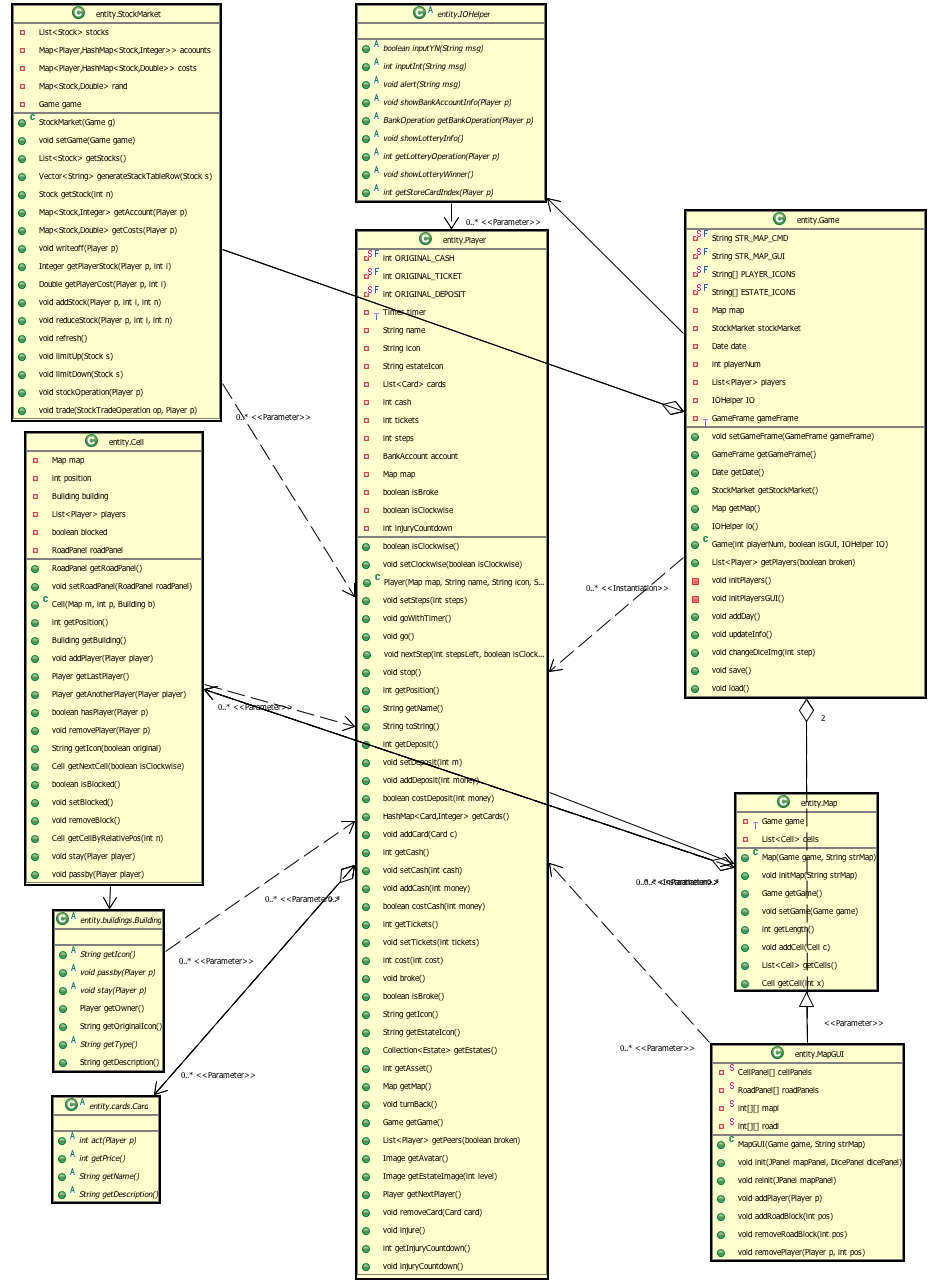 entity.StockMarket
List<Stock> stocks
Map<Player,HashMap<Stock,Integer>> acoounts
Map<Player,HashMap<Stock,Double>> costs
Map<Stock,Double> rand
Game game
StockMarket(Game g)
void setGame(Game game)
List<Stock> getStocks()
Vector<String> generateStackTableRow(Stock s)
Stock getStock(int n)
Map<Stock,Integer> getAccount(Player p)
Map<Stock,Double> getCosts(Player p)
void writeoff(Player p)
Integer getPlayerStock(Player p, int i)
Double getPlayerCost(Player p, int i)
void addStock(Player p, int i, int n)
void reduceStock(Player p, int i, int n)
void refresh()
void limitUp(Stock s)
void limitDown(Stock s)
void stockOperation(Player p)
void trade(StockTradeOperation op, Player p)
entity.IOHelper
boolean inputYN(String msg)
int inputInt(String msg)
void alert(String msg)
void showBankAccountInfo(Player p)
BankOperation getBankOperation(Player p)
void showLotteryInfo()
int getLotteryOperation(Player p)
void showLotteryWinner()
int getStoreCardIndex(Player p)
0..* <<Parameter>>
entity.Game
String STR_MAP_CMD
String STR_MAP_GUI
String[] PLAYER_ICONS
String[] ESTATE_ICONS
Map map
StockMarket stockMarket
Date date
int playerNum
List<Player> players
IOHelper IO
GameFrame gameFrame
void setGameFrame(GameFrame gameFrame)
GameFrame getGameFrame()
Date getDate()
StockMarket getStockMarket()
Map getMap()
IOHelper io()
Game(int playerNum, boolean isGUI, IOHelper IO)
List<Player> getPlayers(boolean broken)
void initPlayers()
void initPlayersGUI()
void addDay()
void updateInfo()
void changeDiceImg(int step)
void save()
void load()
entity.Player
int ORIGINAL_CASH
int ORIGINAL_TICKET
int ORIGINAL_DEPOSIT
Timer timer
String name
String icon
String estateIcon
List<Card> cards
int cash
int tickets
int steps
BankAccount account
Map map
boolean isBroke
boolean isClockwise
int injuryCountdown
boolean isClockwise()
void setClockwise(boolean isClockwise)
Player(Map map, String name, String icon, S...
void setSteps(int steps)
void goWithTimer()
void go()
void nextStep(int stepsLeft, boolean isClock...
void stop()
int getPosition()
String getName()
String toString()
int getDeposit()
void setDeposit(int m)
void addDeposit(int money)
boolean costDeposit(int money)
HashMap<Card,Integer> getCards()
void addCard(Card c)
int getCash()
void setCash(int cash)
void addCash(int money)
boolean costCash(int money)
int getTickets()
void setTickets(int tickets)
int cost(int cost)
void broke()
boolean isBroke()
String getIcon()
String getEstateIcon()
Collection<Estate> getEstates()
int getAsset()
Map getMap()
void turnBack()
Game getGame()
List<Player> getPeers(boolean broken)
Image getAvatar()
Image getEstateImage(int level)
Player getNextPlayer()
void removeCard(Card card)
void injure()
int getInjuryCountdown()
void injuryCountdown()
0..* <<Parameter>>
0..* <<Instantiation>>
entity.Cell
Map map
int position
Building building
List<Player> players
boolean blocked
RoadPanel roadPanel
RoadPanel getRoadPanel()
void setRoadPanel(RoadPanel roadPanel)
Cell(Map m, int p, Building b)
int getPosition()
Building getBuilding()
void addPlayer(Player player)
Player getLastPlayer()
Player getAnotherPlayer(Player player)
boolean hasPlayer(Player p)
void removePlayer(Player p)
String getIcon(boolean original)
Cell getNextCell(boolean isClockwise)
boolean isBlocked()
void setBlocked()
void removeBlock()
Cell getCellByRelativePos(int n)
void stay(Player player)
void passby(Player player)
0..* <<Parameter>>
2
entity.Map
Game game
List<Cell> cells
Map(Game game, String strMap)
void initMap(String strMap)
Game getGame()
void setGame(Game game)
int getLength()
void addCell(Cell c)
List<Cell> getCells()
Cell getCell(int x)
entity.buildings.Building
String getIcon()
void passby(Player p)
void stay(Player p)
Player getOwner()
String getOriginalIcon()
String getType()
String getDescription()
0..* <<Parameter>>
0..* <<Parameter>>
<<Parameter>>
0..* <<Parameter>>
entity.cards.Card
int act(Player p)
int getPrice()
String getName()
String getDescription()
entity.MapGUI
CellPanel[] cellPanels
RoadPanel[] roadPanels
int[][] mapI
int[][] roadI
MapGUI(Game game, String strMap)
void init(JPanel mapPanel, DicePanel dicePanel)
void reinit(JPanel mapPanel)
void addPlayer(Player p)
void addRoadBlock(int pos)
void removeRoadBlock(int pos)
void removePlayer(Player p, int pos)